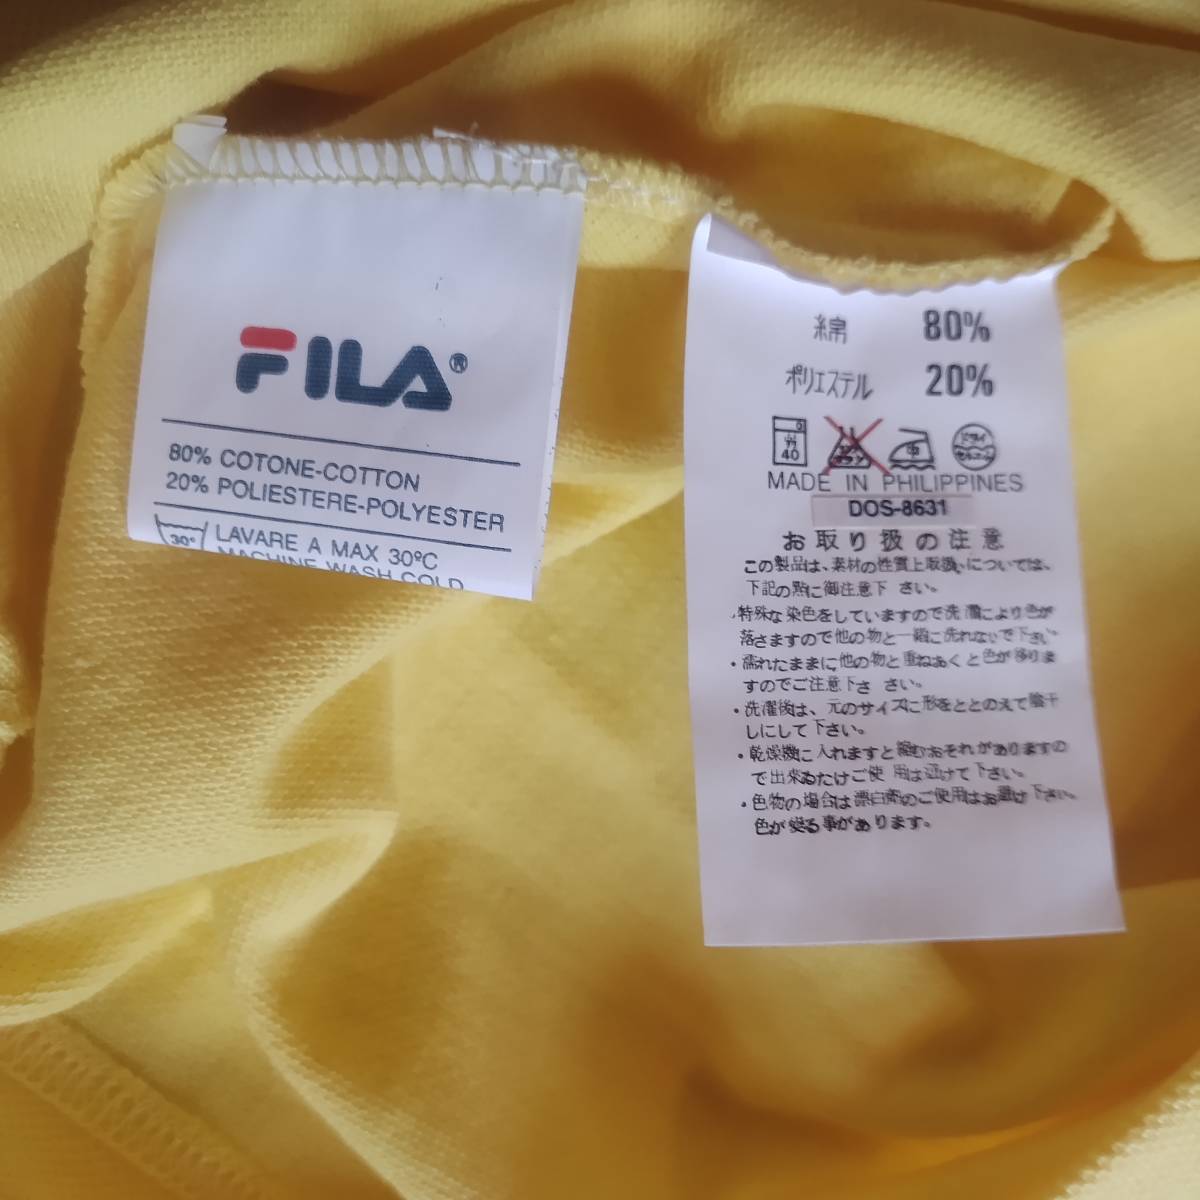 FILA®
80% COTONE-COTTON
20% POLIESTERE-POLYESTER
30° LAVARE A MAX 30°C
MACHINE WASH COLD
綿 80%
ポリエステル 20%
40 中
MADE IN PHILIPPINES
DOS-8631
お取り扱の注意
この製品は、素材の性質上取扱いについては、
下記の点に御注意下 さい。
・特殊な染色をしていますので洗濯により色が
落さますので他の物と一緒に洗れないで下さい
・濡れたままに他の物と重ねおくと色が移りま
すのでご注意下さ さい。
・洗濯後は、元のサイズに形をととのえて陰干
しにして下さい。
・乾燥機に入れますと縮むおそれがありますの
で出来るだけご使 用は避けて下さい。
・色物の場合は漂白剤のご使用はお避け下さい。
色が変る事があります。